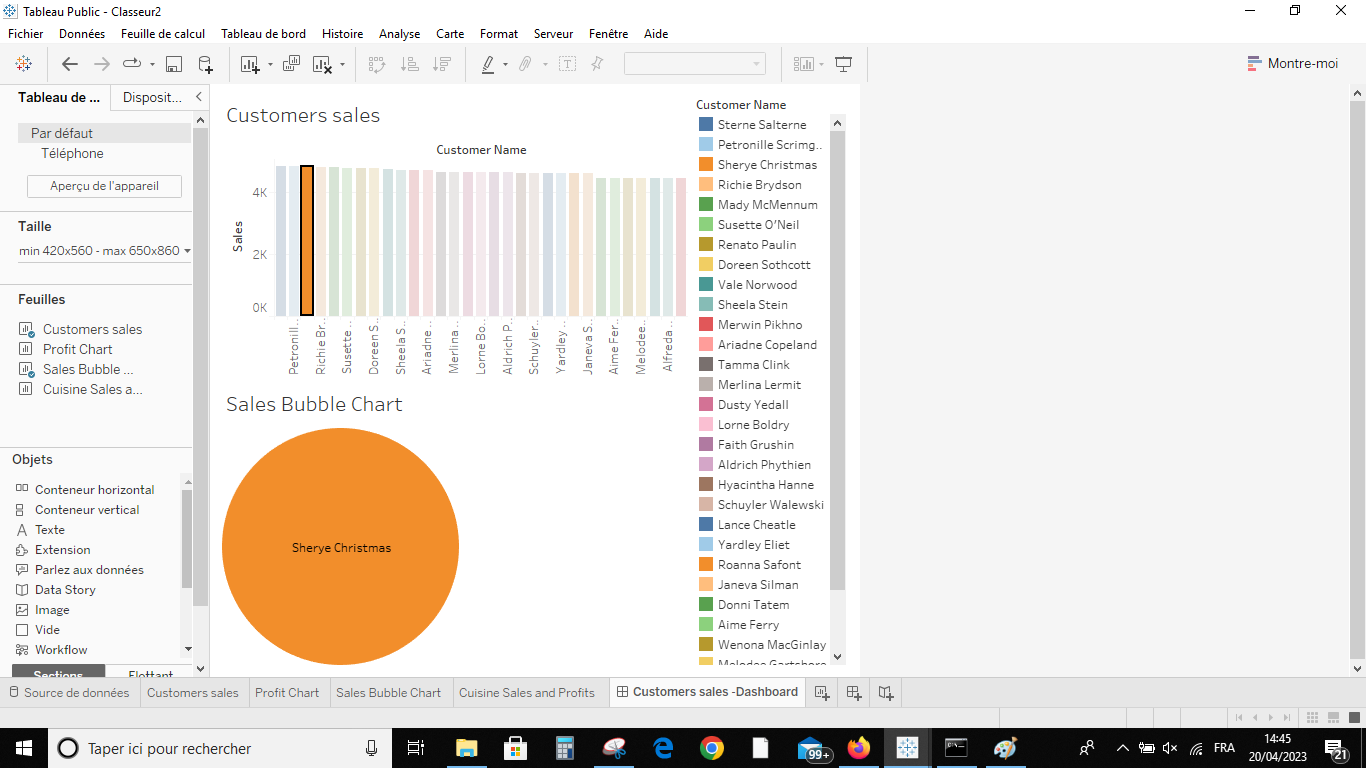 Tableau Public - Classeur2
Fichier Données Feuille de calcul Tableau de bord Histoire Analyse Carte Format Serveur Fenêtre Aide
Montre-moi
Tableau de ... Disposit...
Par défaut
Téléphone
Aperçu de l'appareil
Taille
min 420x560 - max 650x860
Feuilles
Customers sales
Profit Chart
Sales Bubble ...
Cuisine Sales a...
Objets
Conteneur horizontal
Conteneur vertical
Texte
Extension
Parlez aux données
Data Story
Image
Vide
Workflow
Sections Flottant
Customers sales
Customer Name
Sales
4K
2K
0K
Petronill..
Richie Br..
Susette ..
Doreen S..
Sheela S..
Ariadne ..
Merlina ..
Lorne Bo..
Aldrich P..
Schuyler..
Yardley ..
Janeva S..
Aime Fer..
Melodee..
Alfreda ..
Sales Bubble Chart
Sherye Christmas
Customer Name
Sterne Salterne
Petronille Scrimg..
Sherye Christmas
Richie Brydson
Mady McMennum
Susette O'Neil
Renato Paulin
Doreen Sothcott
Vale Norwood
Sheela Stein
Merwin Pikhno
Ariadne Copeland
Tamma Clink
Merlina Lermit
Dusty Yedall
Lorne Boldry
Faith Grushin
Aldrich Phythien
Hyacintha Hanne
Schuyler Walewski
Lance Cheatle
Yardley Eliet
Roanna Safont
Janeva Silman
Donni Tatem
Aime Ferry
Wenona MacGinlay
Melodee Gartshore
Source de données Customers sales Profit Chart Sales Bubble Chart Cuisine Sales and Profits Customers sales -Dashboard
Taper ici pour rechercher
99+
FRA
14:45
20/04/2023
21